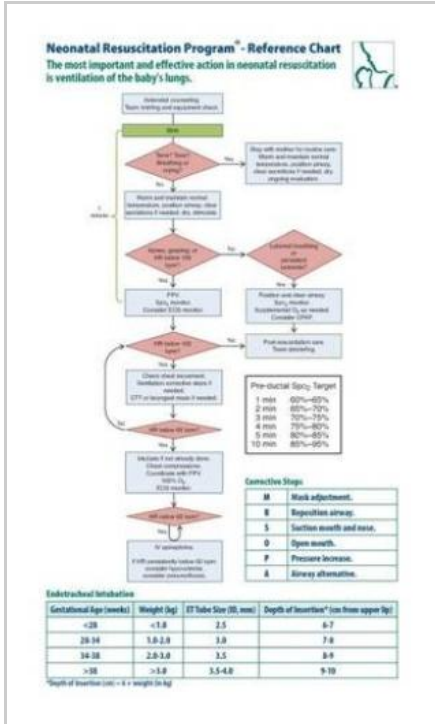 Neonatal Resuscitation Program® - Reference Chart
The most important and effective action in neonatal resuscitation
is ventilation of the baby's lungs.
Antenatal counseling
Team briefing and equipment check
Birth
Term? Tone?
Breathing or
crying?
Yes
Stay with mother for routine care:
Warm and maintain normal
temperature, position airway,
clear secretions if needed, dry,
ongoing evaluation
No
1
minute
Warm and maintain normal
temperature, position airway, clear
secretions if needed, dry, stimulate
Apnea, gasping, or
HR below 100
bpm?
No
Labored breathing
or
persistent
cyanosis?
Yes
Yes
PPV
SpO₂ monitor
Consider ECG monitor
Position and clear airway
SpO₂ monitor
Supplemental O₂ as needed
Consider CPAP
HR below 100
bpm?
No
Post-resuscitation care
Team debriefing
Yes
Check chest movement
Ventilation corrective steps if
needed
ETT or laryngeal mask if needed
No
HR below 60 bpm?
Yes
Intubate if not already done
Chest compressions
Coordinate with PPV
100% O₂
ECG monitor
HR below 60 bpm?
Yes
IV epinephrine
If HR persistently below 60 bpm
consider hypovolemia
consider pneumothorax
Pre-ductal SpO₂ Target
1 min 60%-65%
2 min 65%-70%
3 min 70%-75%
4 min 75%-80%
5 min 80%-85%
10 min 85%-95%
Corrective Steps
M Mask adjustment.
R Reposition airway.
S Suction mouth and nose.
O Open mouth.
P Pressure increase.
A Airway alternative.
Endotracheal Intubation
Gestational Age (weeks) Weight (kg) ET Tube Size (ID, mm) Depth of Insertion* (cm from upper lip)
<28 <1.0 2.5 6-7
28-34 1.0-2.0 3.0 7-8
34-38 2.0-3.0 3.5 8-9
>38 >3.0 3.5-4.0 9-10
*Depth of Insertion (cm) = 6 + weight (in kg)